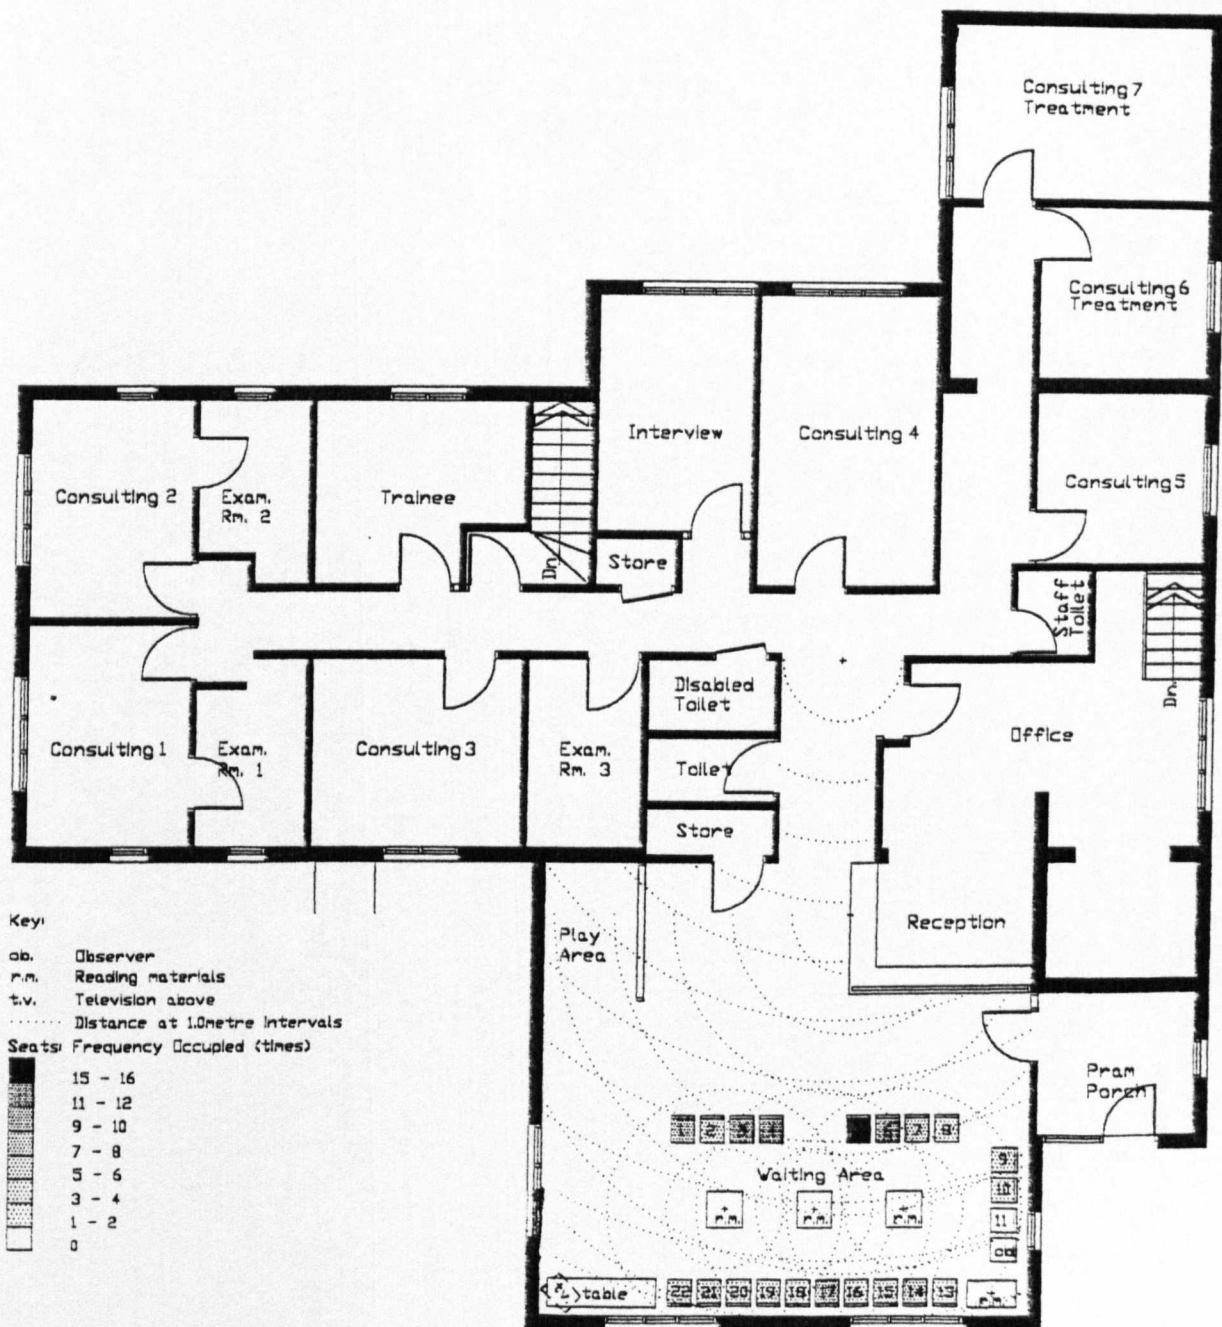 Consulting 7
Treatment
Consulting 6
Treatment
Consulting 5
Interview
Consulting 4
Consulting 2
Exam.
Rm. 2
Trainee
Dn.
Store
Staff
Toilet
Dn.
Disabled
Toilet
Office
Consulting 1
Exam.
Rm. 1
Consulting 3
Exam.
Rm. 3
Toilet
Store
Reception
Play
Area
Pram
Porch
Key:
ob. Observer
r.m. Reading materials
t.v. Television above
........ Distance at 1.0metre intervals
Seats: Frequency Occupied (times)
15 - 16
11 - 12
9 - 10
7 - 8
5 - 6
3 - 4
1 - 2
0
1 2 3 4 6 7 8
Waiting Area
9
10
11
ob
r.m. r.m. r.m.
table
22 21 20 19 18 17 16 15 14 13
r.m.